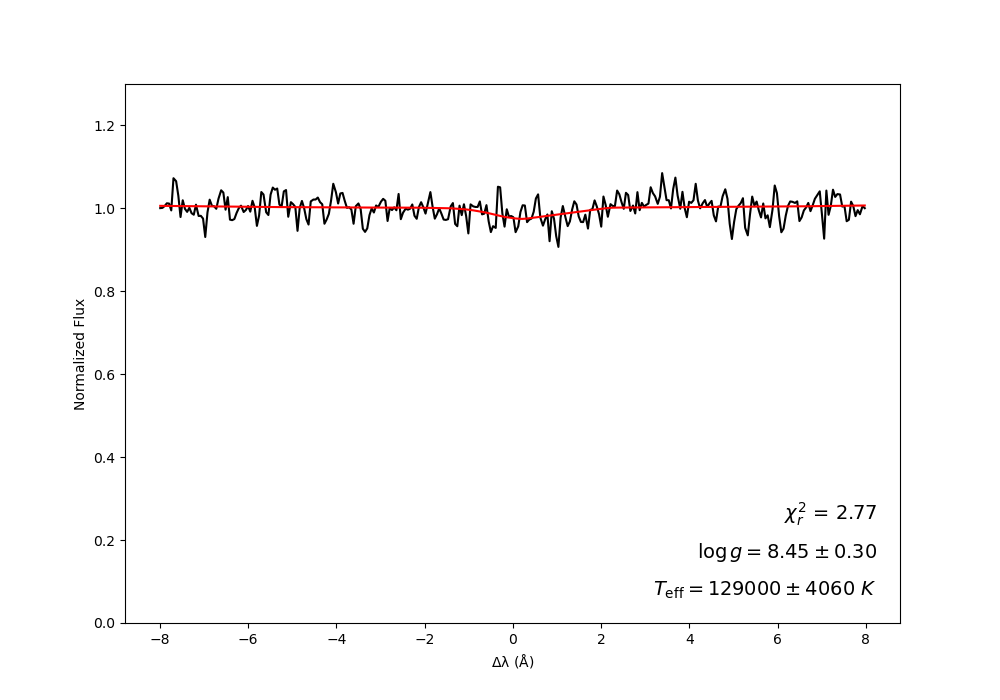 1.2
1.0
0.8
0.6
0.4
0.2
0.0
Normalized Flux
χ²ᵣ = 2.77
log g = 8.45 ± 0.30
T_eff = 129000 ± 4060 K
−8 −6 −4 −2 0 2 4 6 8
Δλ (Å)